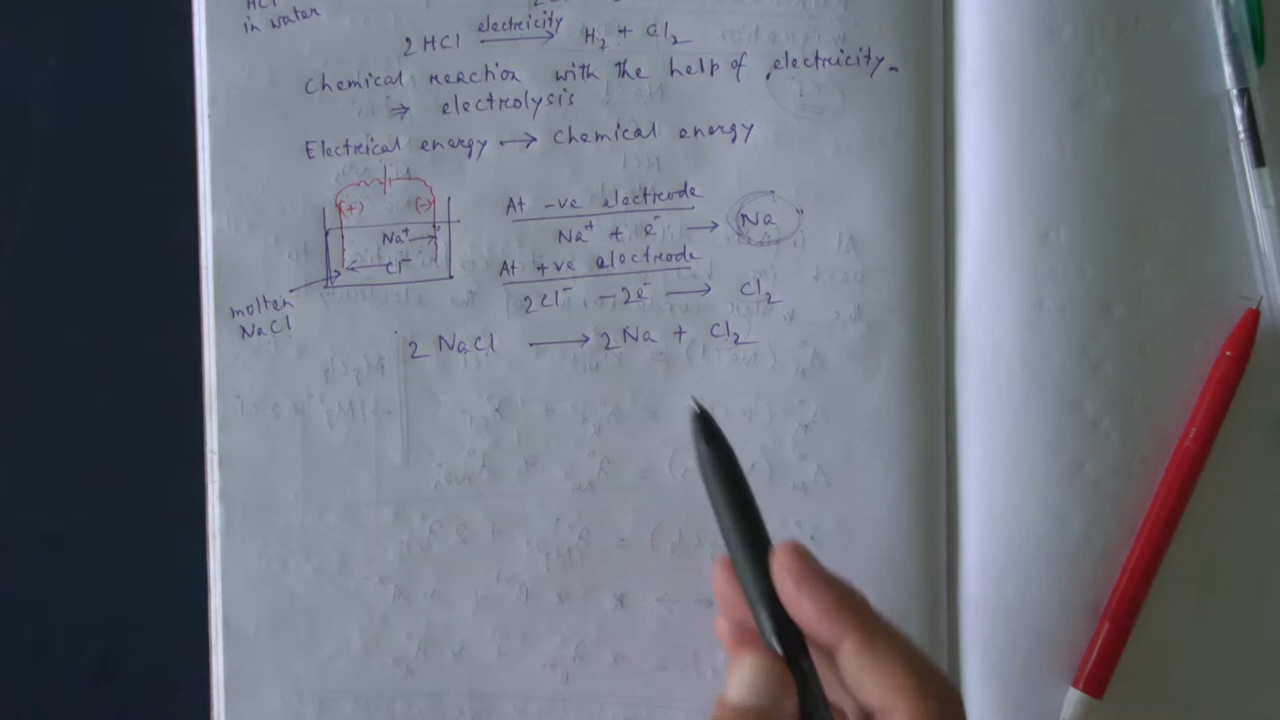 HCl
in water
2HCl electricity → H₂ + Cl₂
Chemical reaction with the help of electricity.
⇒ electrolysis
Electrical energy → Chemical energy
(+) (-)
Na⁺ →
← Cl⁻
molten
NaCl
At -ve electrode
Na⁺ + e⁻ → Na
At +ve electrode
2Cl⁻ - 2e⁻ → Cl₂
2 NaCl → 2 Na + Cl₂